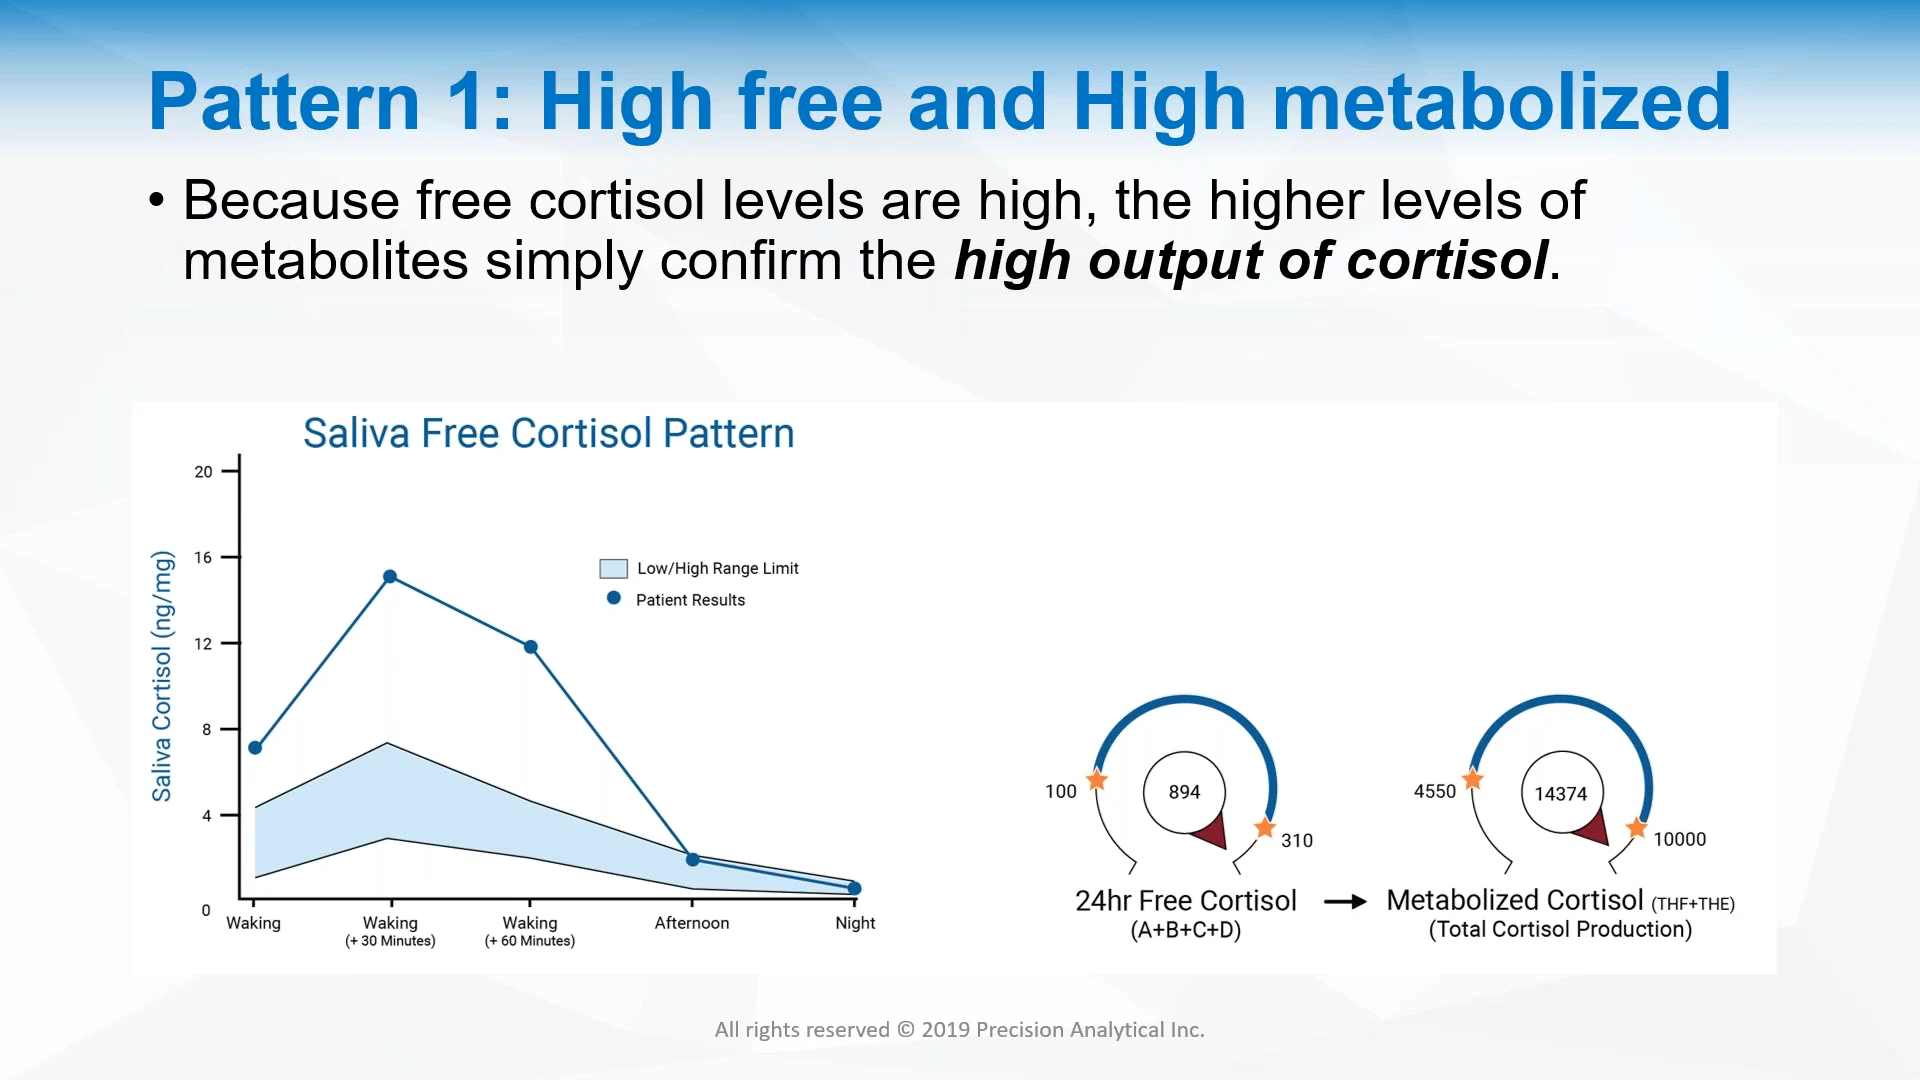 Pattern 1: High free and High metabolized
• Because free cortisol levels are high, the higher levels of
metabolites simply confirm the high output of cortisol.
Saliva Free Cortisol Pattern
Saliva Cortisol (ng/mg)
20
16
12
8
4
0
Low/High Range Limit
Patient Results
Waking
Waking
(+ 30 Minutes)
Waking
(+ 60 Minutes)
Afternoon
Night
100
894
310
24hr Free Cortisol
(A+B+C+D)
4550
14374
10000
Metabolized Cortisol (THF+THE)
(Total Cortisol Production)
All rights reserved © 2019 Precision Analytical Inc.